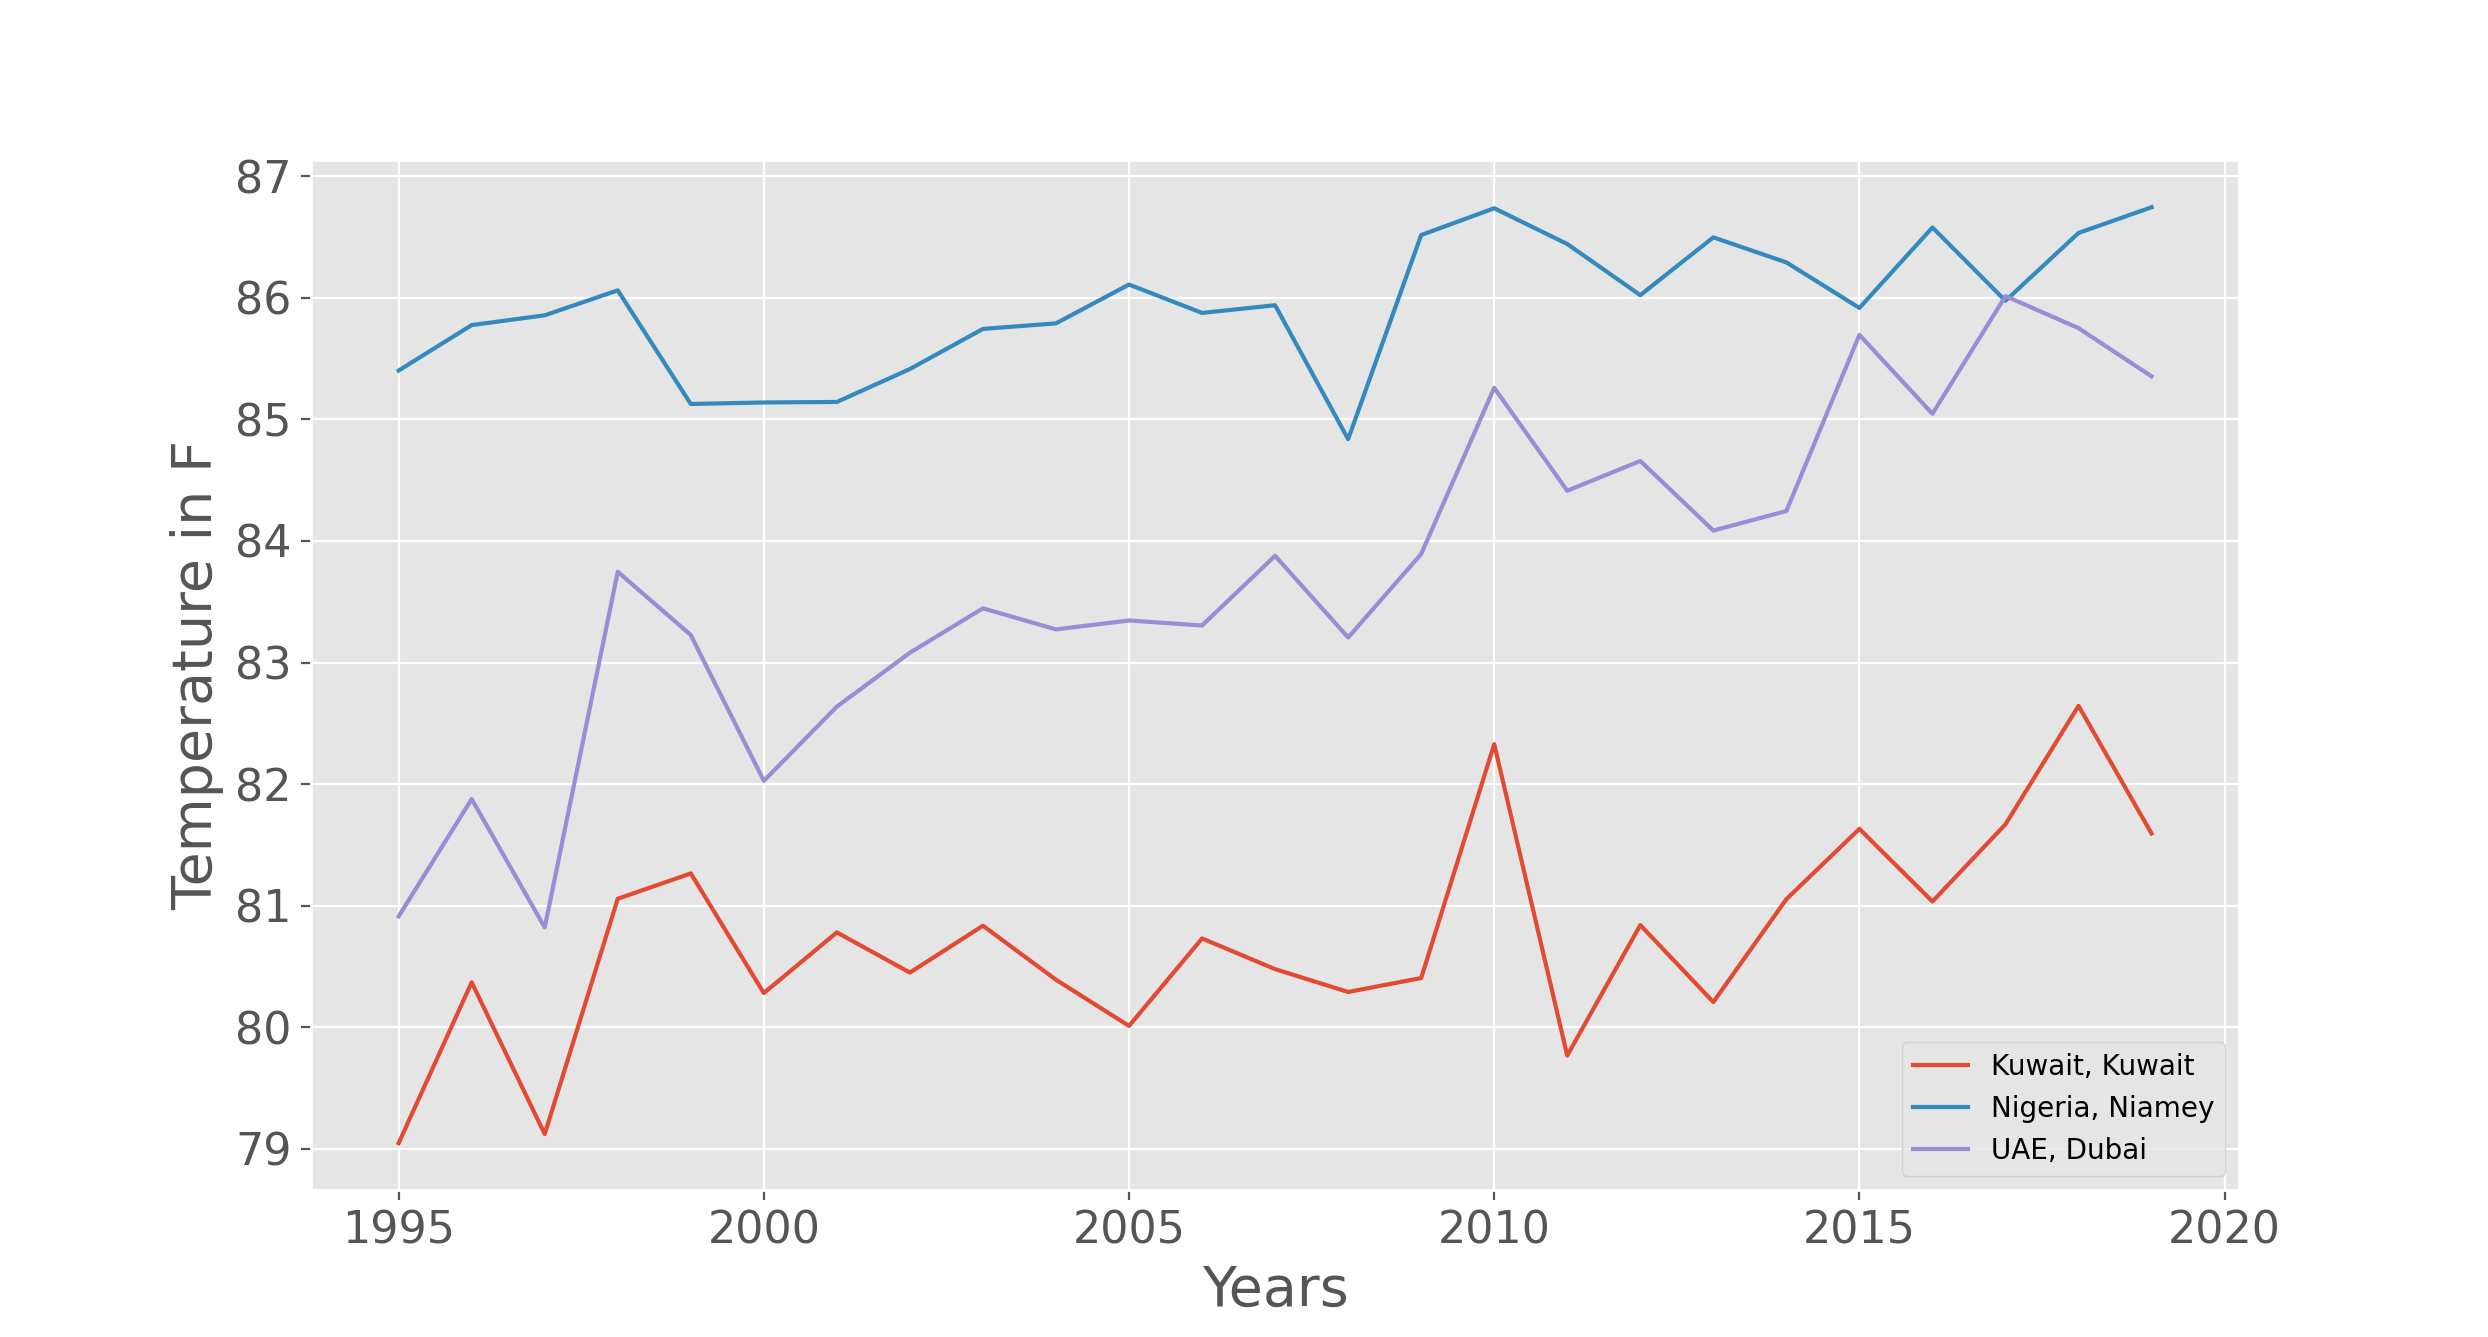 87
86
85
84
83
82
81
80
79
Temperature in F
1995 2000 2005 2010 2015 2020
Years
Kuwait, Kuwait
Nigeria, Niamey
UAE, Dubai